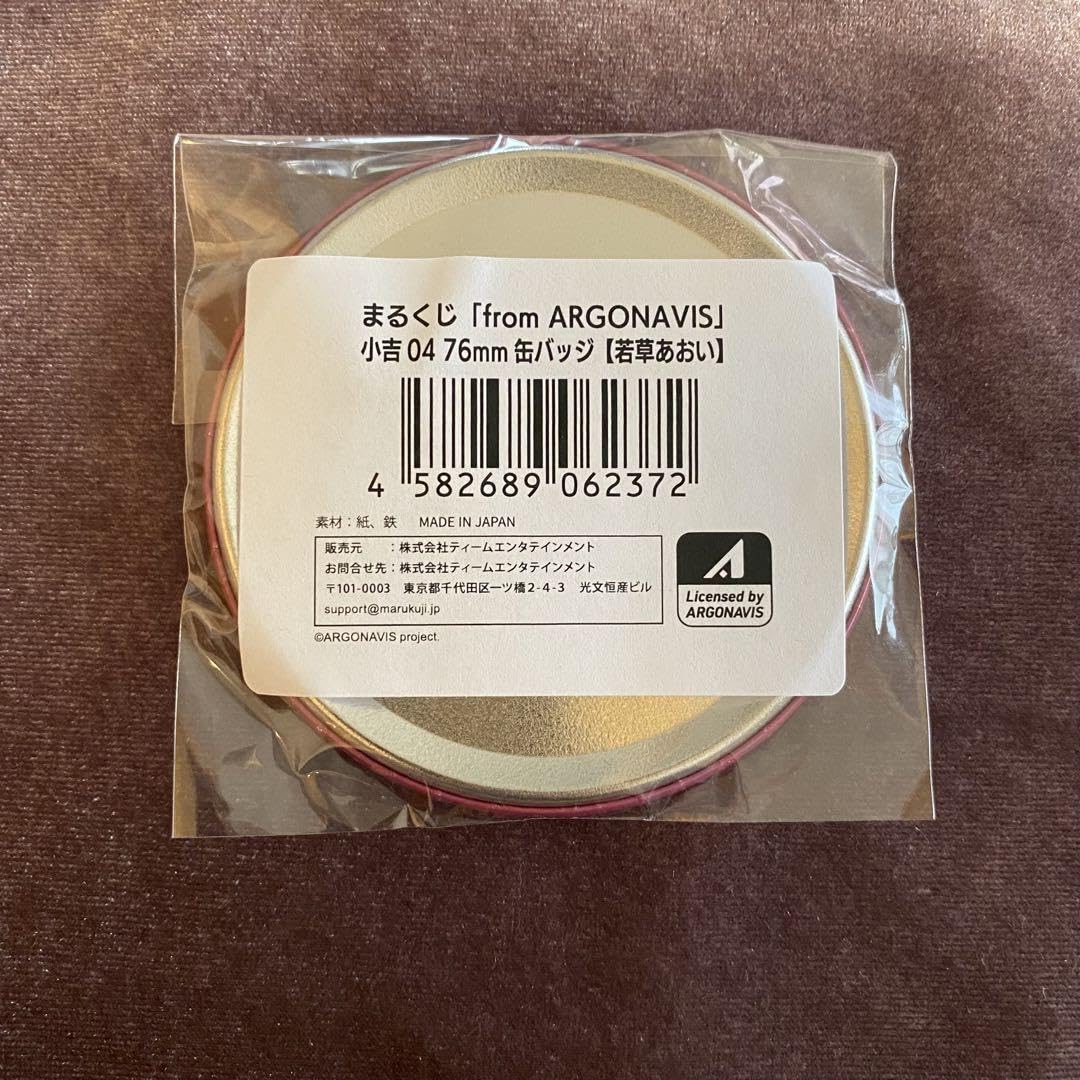 まるくじ「from ARGONAVIS」
小吉 04 76mm 缶バッジ【若草あおい】
4 582689 062372
素材：紙、鉄 MADE IN JAPAN
販売元 ：株式会社ティームエンタテインメント
お問合せ先：株式会社ティームエンタテインメント
〒101-0003 東京都千代田区一ツ橋2-4-3 光文恒産ビル
support@marukuji.jp
Licensed by
ARGONAVIS
©ARGONAVIS project.